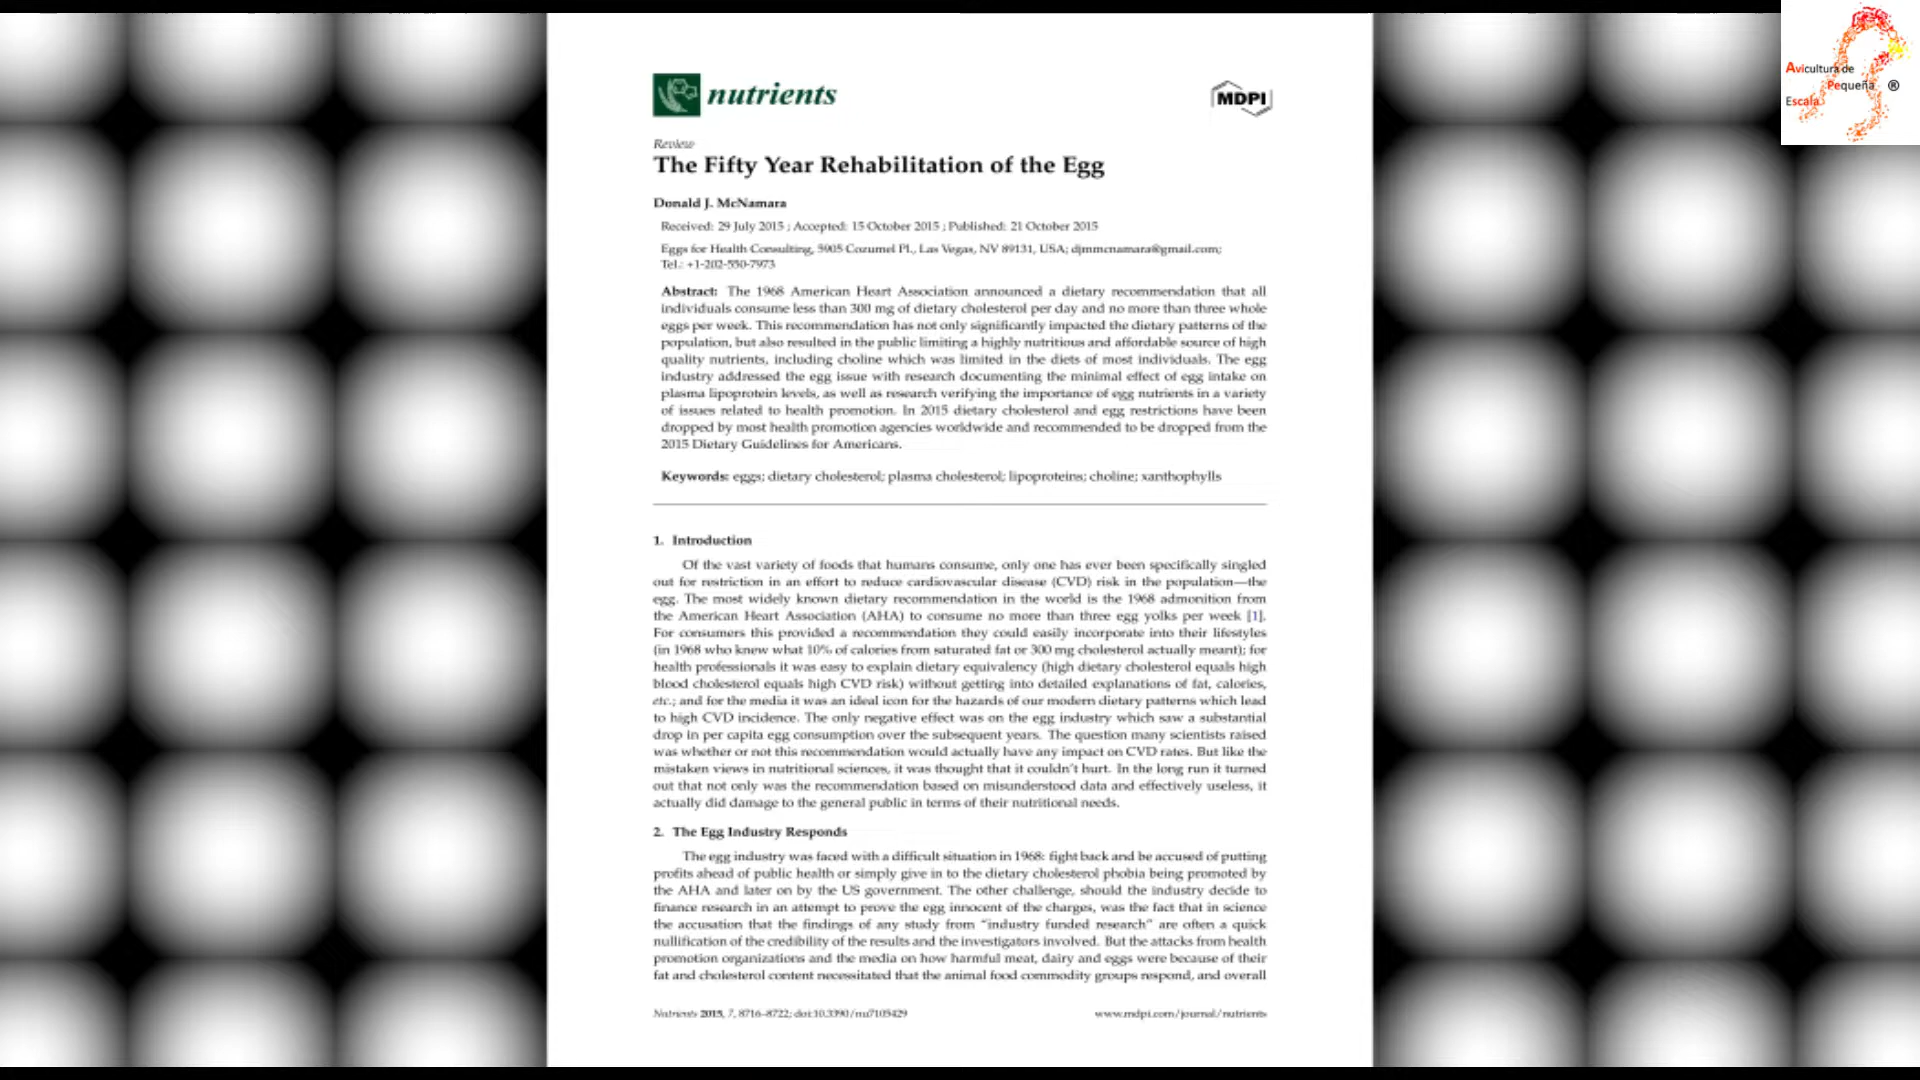 nutrients
MDPI
Avicultura de
Pequeña ®
Escala
Review
The Fifty Year Rehabilitation of the Egg
Donald J. McNamara
Received: 29 July 2015 ; Accepted: 15 October 2015 ; Published: 21 October 2015
Eggs for Health Consulting, 5905 Cozumel PL, Las Vegas, NV 89131, USA; djmmcnamara@gmail.com;
Tel.: +1-202-550-7973
Abstract: The 1968 American Heart Association announced a dietary recommendation that all
individuals consume less than 300 mg of dietary cholesterol per day and no more than three whole
eggs per week. This recommendation has not only significantly impacted the dietary patterns of the
population, but also resulted in the public limiting a highly nutritious and affordable source of high
quality nutrients, including choline which was limited in the diets of most individuals. The egg
industry addressed the egg issue with research documenting the minimal effect of egg intake on
plasma lipoprotein levels, as well as research verifying the importance of egg nutrients in a variety
of issues related to health promotion. In 2015 dietary cholesterol and egg restrictions have been
dropped by most health promotion agencies worldwide and recommended to be dropped from the
2015 Dietary Guidelines for Americans.
Keywords: eggs; dietary cholesterol; plasma cholesterol; lipoproteins; choline; xanthophylls
1. Introduction
Of the vast variety of foods that humans consume, only one has ever been specifically singled
out for restriction in an effort to reduce cardiovascular disease (CVD) risk in the population—the
egg. The most widely known dietary recommendation in the world is the 1968 admonition from
the American Heart Association (AHA) to consume no more than three egg yolks per week [1].
For consumers this provided a recommendation they could easily incorporate into their lifestyles
(in 1968 who knew what 10% of calories from saturated fat or 300 mg cholesterol actually meant); for
health professionals it was easy to explain dietary equivalency (high dietary cholesterol equals high
blood cholesterol equals high CVD risk) without getting into detailed explanations of fat, calories,
etc.; and for the media it was an ideal icon for the hazards of our modern dietary patterns which lead
to high CVD incidence. The only negative effect was on the egg industry which saw a substantial
drop in per capita egg consumption over the subsequent years. The question many scientists raised
was whether or not this recommendation would actually have any impact on CVD rates. But like the
mistaken views in nutritional sciences, it was thought that it couldn't hurt. In the long run it turned
out that not only was the recommendation based on misunderstood data and effectively useless, it
actually did damage to the general public in terms of their nutritional needs.
2. The Egg Industry Responds
The egg industry was faced with a difficult situation in 1968: fight back and be accused of putting
profits ahead of public health or simply give in to the dietary cholesterol phobia being promoted by
the AHA and later on by the US government. The other challenge, should the industry decide to
finance research in an attempt to prove the egg innocent of the charges, was the fact that in science
the accusation that the findings of any study from "industry funded research" are often a quick
nullification of the credibility of the results and the investigators involved. But the attacks from health
promotion organizations and the media on how harmful meat, dairy and eggs were because of their
fat and cholesterol content necessitated that the animal food commodity groups respond, and overall
Nutrients 2015, 7, 8716–8722; doi:10.3390/nu7105429
www.mdpi.com/journal/nutrients